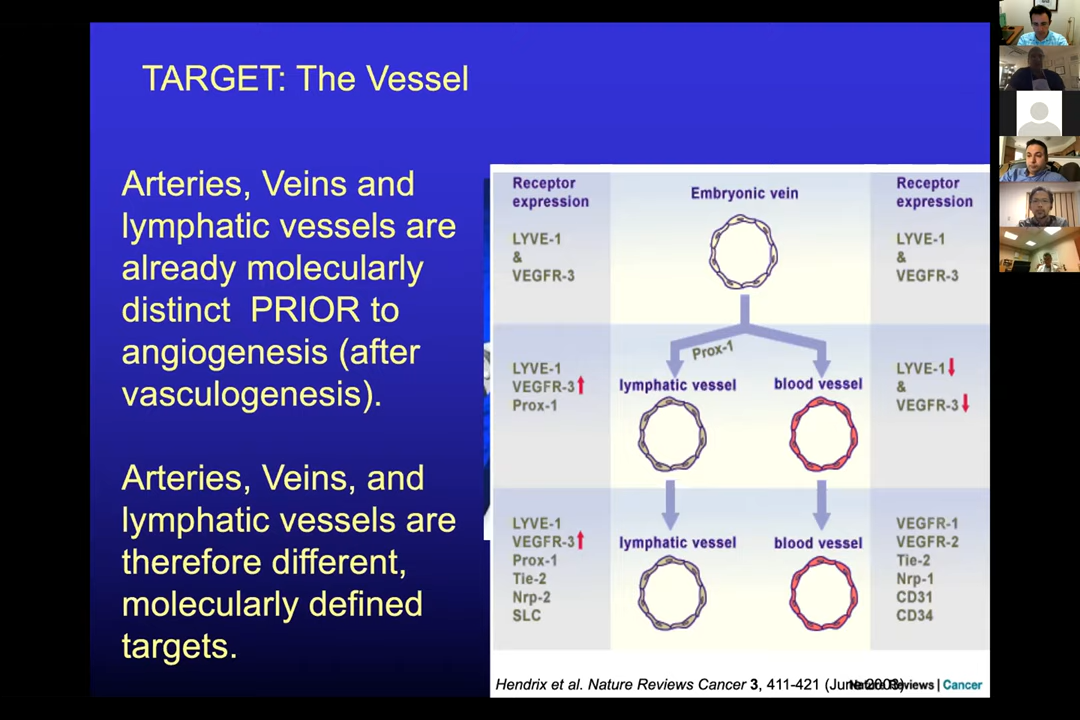 TARGET: The Vessel
Arteries, Veins and
lymphatic vessels are
already molecularly
distinct PRIOR to
angiogenesis (after
vasculogenesis).
Arteries, Veins, and
lymphatic vessels are
therefore different,
molecularly defined
targets.
Receptor
expression
LYVE-1
&
VEGFR-3
Embryonic vein
Receptor
expression
LYVE-1
&
VEGFR-3
Prox-1
LYVE-1
VEGFR-3
Prox-1
lymphatic vessel
blood vessel
LYVE-1
&
VEGFR-3
LYVE-1
VEGFR-3
Prox-1
Tie-2
Nrp-2
SLC
lymphatic vessel
blood vessel
VEGFR-1
VEGFR-2
Tie-2
Nrp-1
CD31
CD34
Hendrix et al. Nature Reviews Cancer 3, 411-421 (June 2003)
Nature Reviews | Cancer